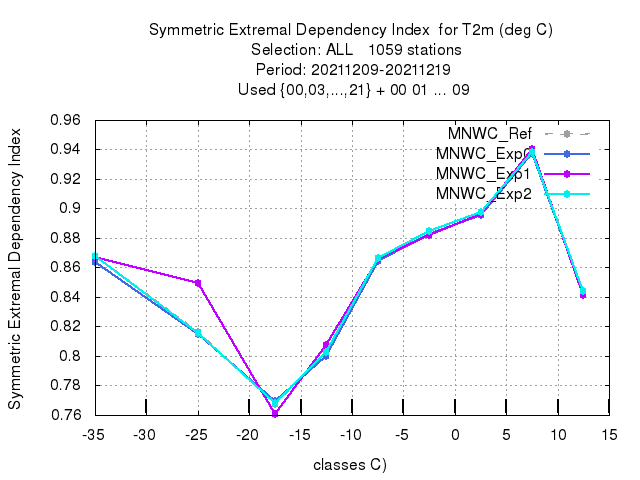 Symmetric Extremal Dependency Index  for T2m (deg C)
Selection: ALL   1059 stations
Period: 20211209-20211219
Used {00,03,...,21} + 00 01 ... 09
Symmetric Extremal Dependency Index
0.96
0.94
0.92
0.9
0.88
0.86
0.84
0.82
0.8
0.78
0.76
MNWC_Ref
MNWC_Exp0
MNWC_Exp1
MNWC_Exp2
-35 -30 -25 -20 -15 -10 -5 0 5 10 15
classes C)